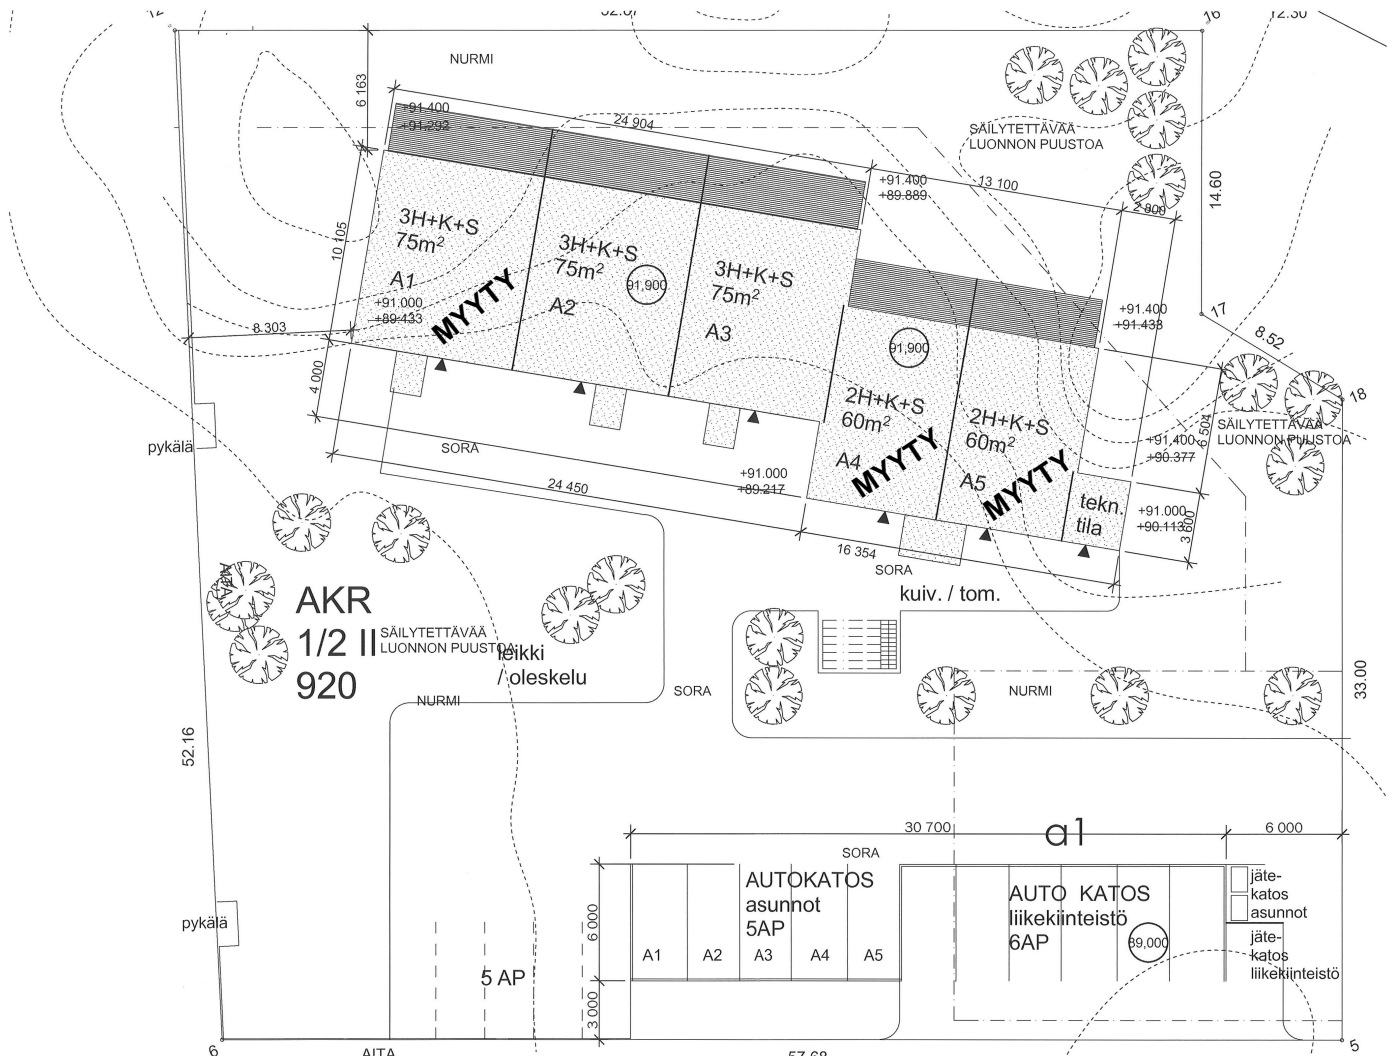 12
16
12.30
NURMI
6 163
+91.400
+91.292
24 904
SÄILYTETTÄVÄÄ
LUONNON PUUSTOA
+91.400
+89.889
13 100
2 800
14.60
10 105
3H+K+S
75m²
A1
+91.000
+89.433
MYYTY
3H+K+S
75m²
A2
91,900
3H+K+S
75m²
A3
+91.400
+91.433
17
8.52
18
8 303
4 000
91,900
2H+K+S
60m²
A4
MYYTY
2H+K+S
60m²
A5
MYYTY
tekn.
tila
SÄILYTETTÄVÄÄ
LUONNON PUUSTOA
+91,400
+90.377
6 504
+91.000
+90.113
3 600
pykälä
SORA
24 450
+91.000
+89.217
16 354
SORA
kuiv. / tom.
AITA
AKR
1/2 II
920
SÄILYTETTÄVÄÄ
LUONNON PUUSTOA
leikki
/ oleskelu
NURMI
SORA
NURMI
33.00
52.16
30 700
a1
6 000
SORA
AUTOKATOS
asunnot
5AP
AUTO KATOS
liikekiinteistö
6AP
89,000
jäte-
katos
asunnot
jäte-
katos
liikekiinteistö
6 000
A1
A2
A3
A4
A5
pykälä
5 AP
3 000
6
AITA
57.68
5